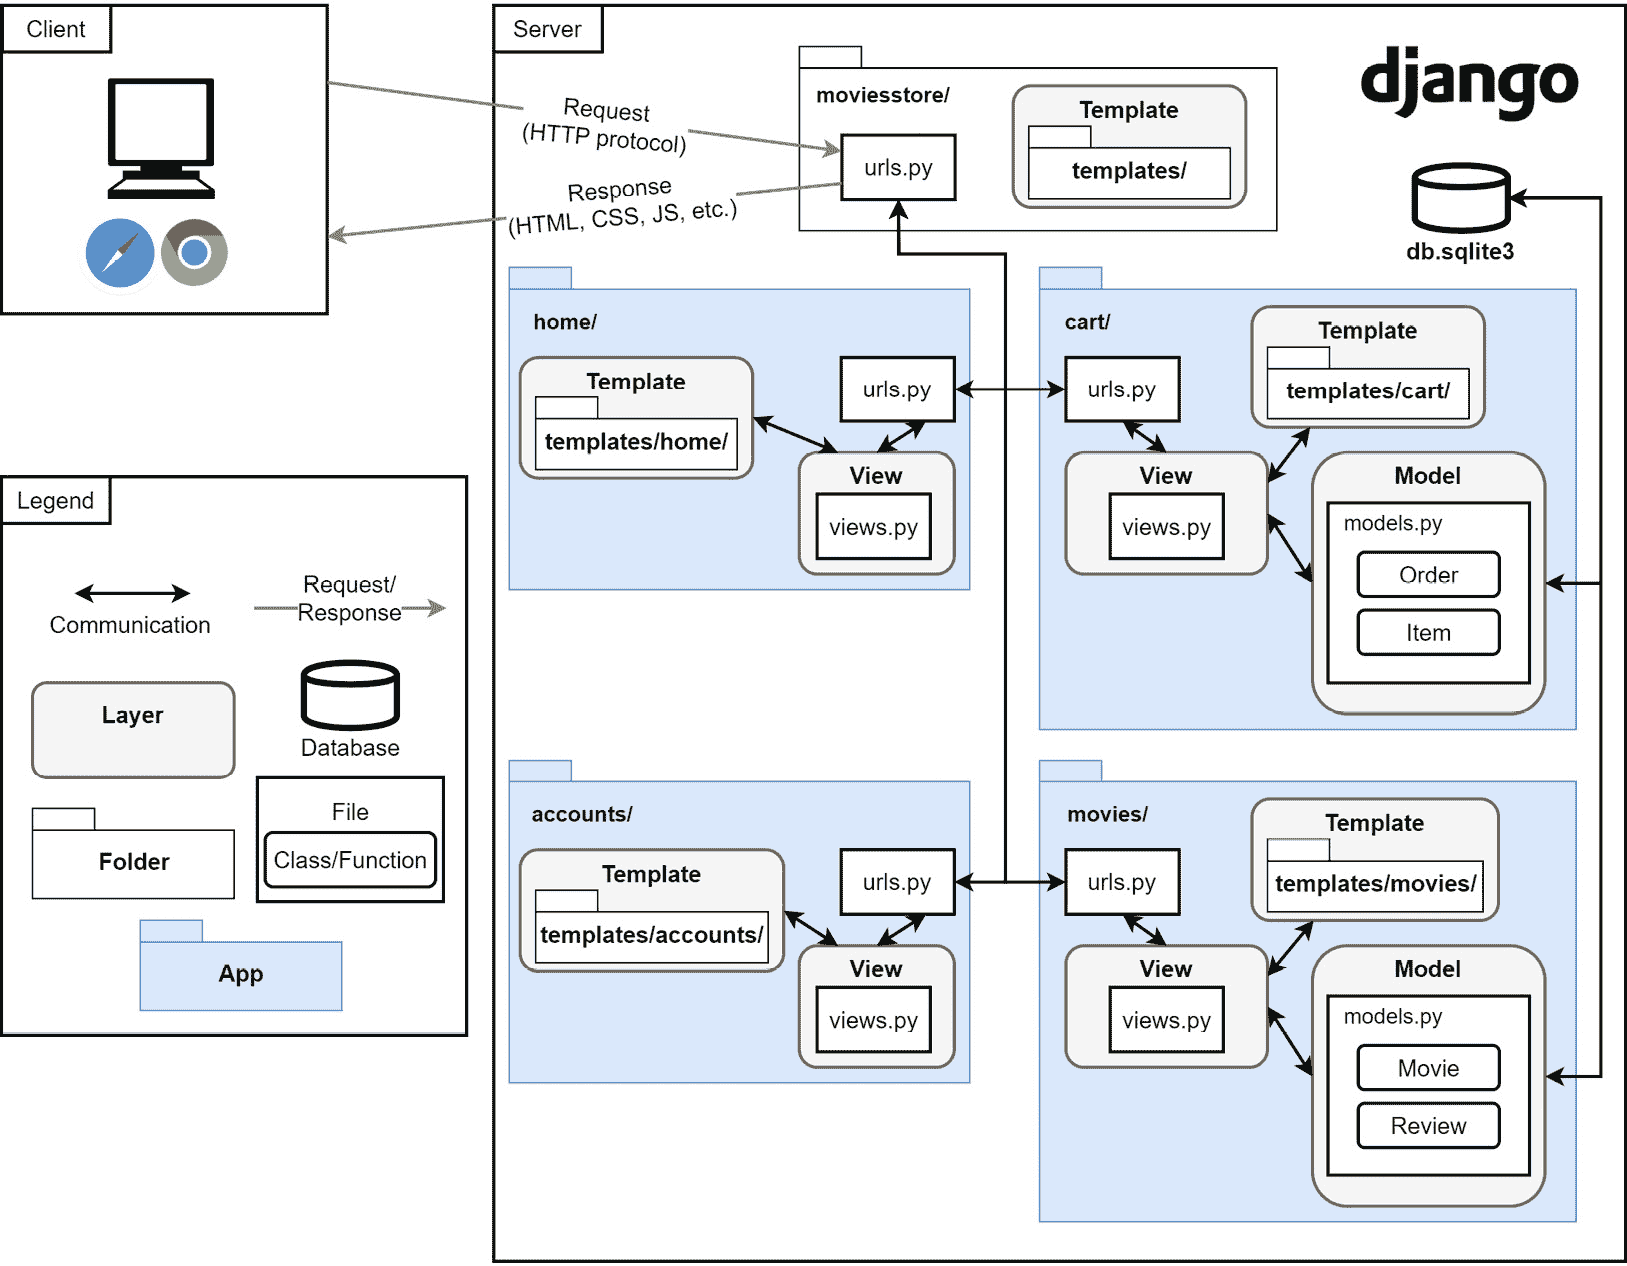 Client
Server
django
moviesstore/
Template
templates/
urls.py
Request
(HTTP protocol)
Response
(HTML, CSS, JS, etc.)
db.sqlite3
home/
Template
templates/home/
urls.py
View
views.py
cart/
urls.py
Template
templates/cart/
View
views.py
Model
models.py
Order
Item
Legend
Communication
Request/
Response
Layer
Database
Folder
File
Class/Function
App
accounts/
Template
templates/accounts/
urls.py
View
views.py
movies/
urls.py
Template
templates/movies/
View
views.py
Model
models.py
Movie
Review